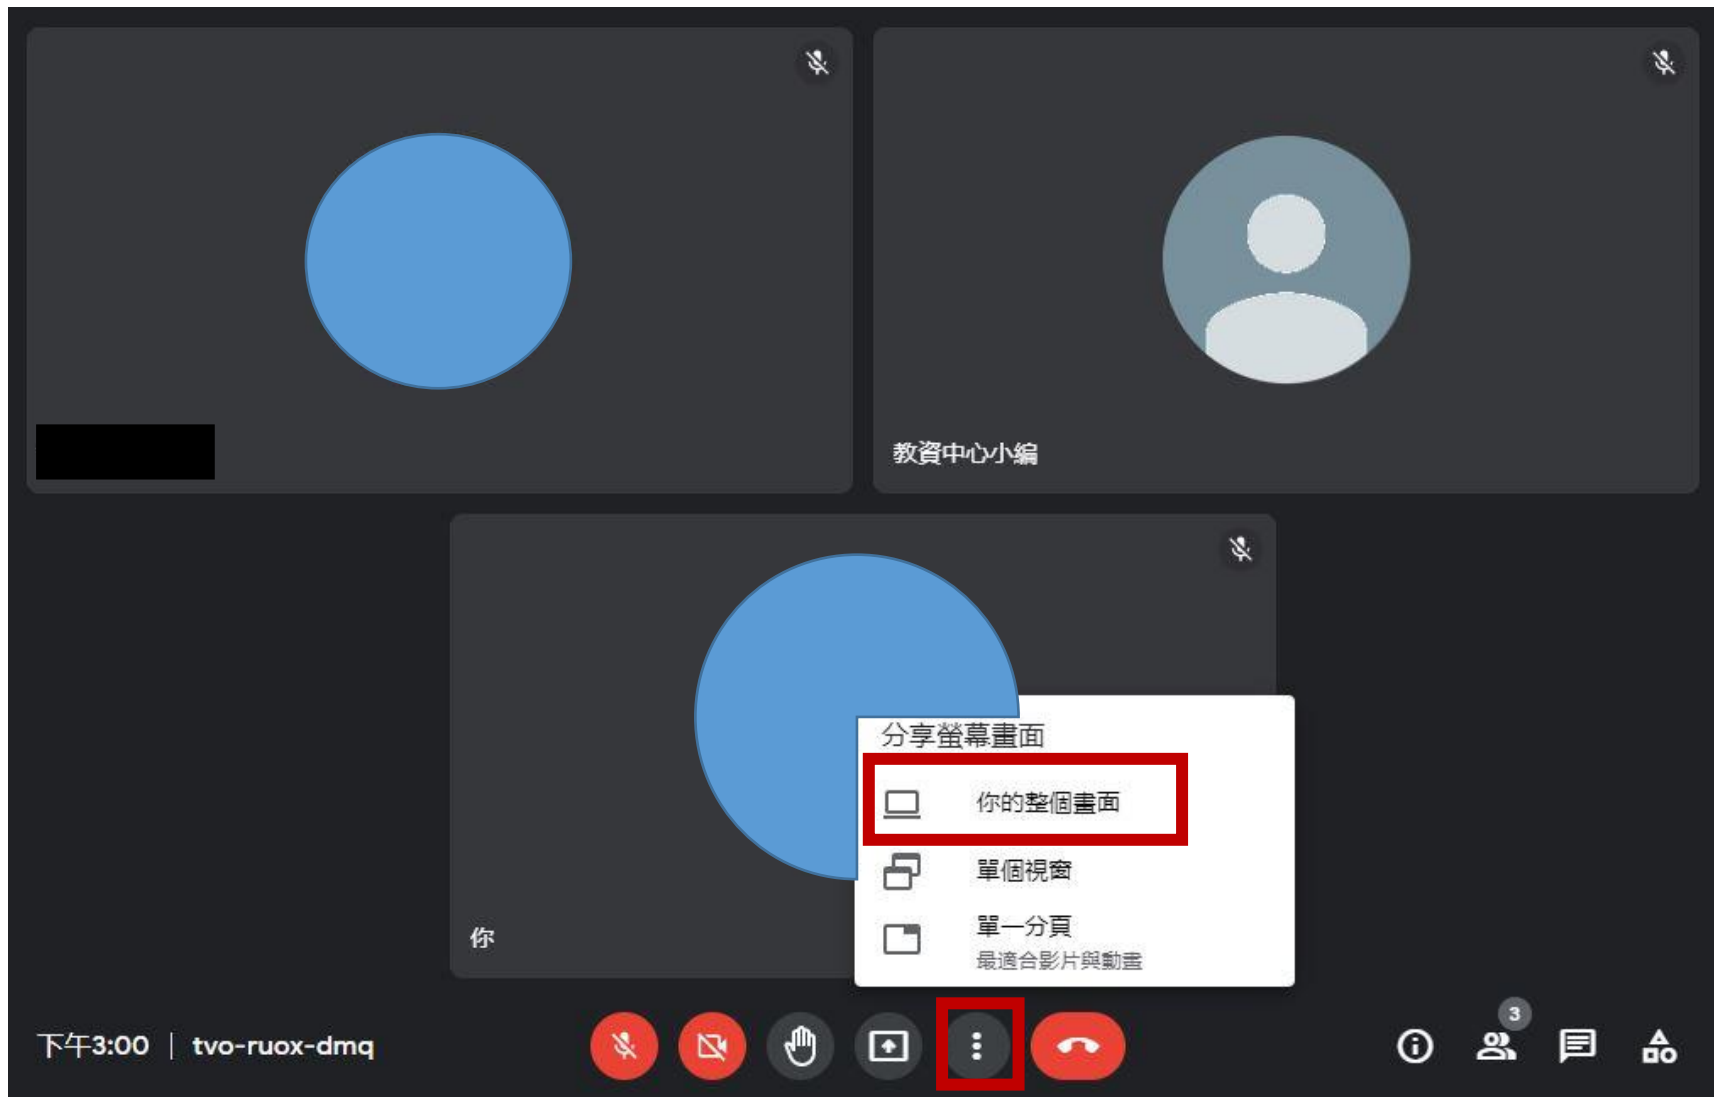 教資中心小編
分享螢幕畫面
你的整個畫面
單個視窗
單一分頁
最適合影片與動畫
你
下午3:00 | tvo-ruox-dmq
3